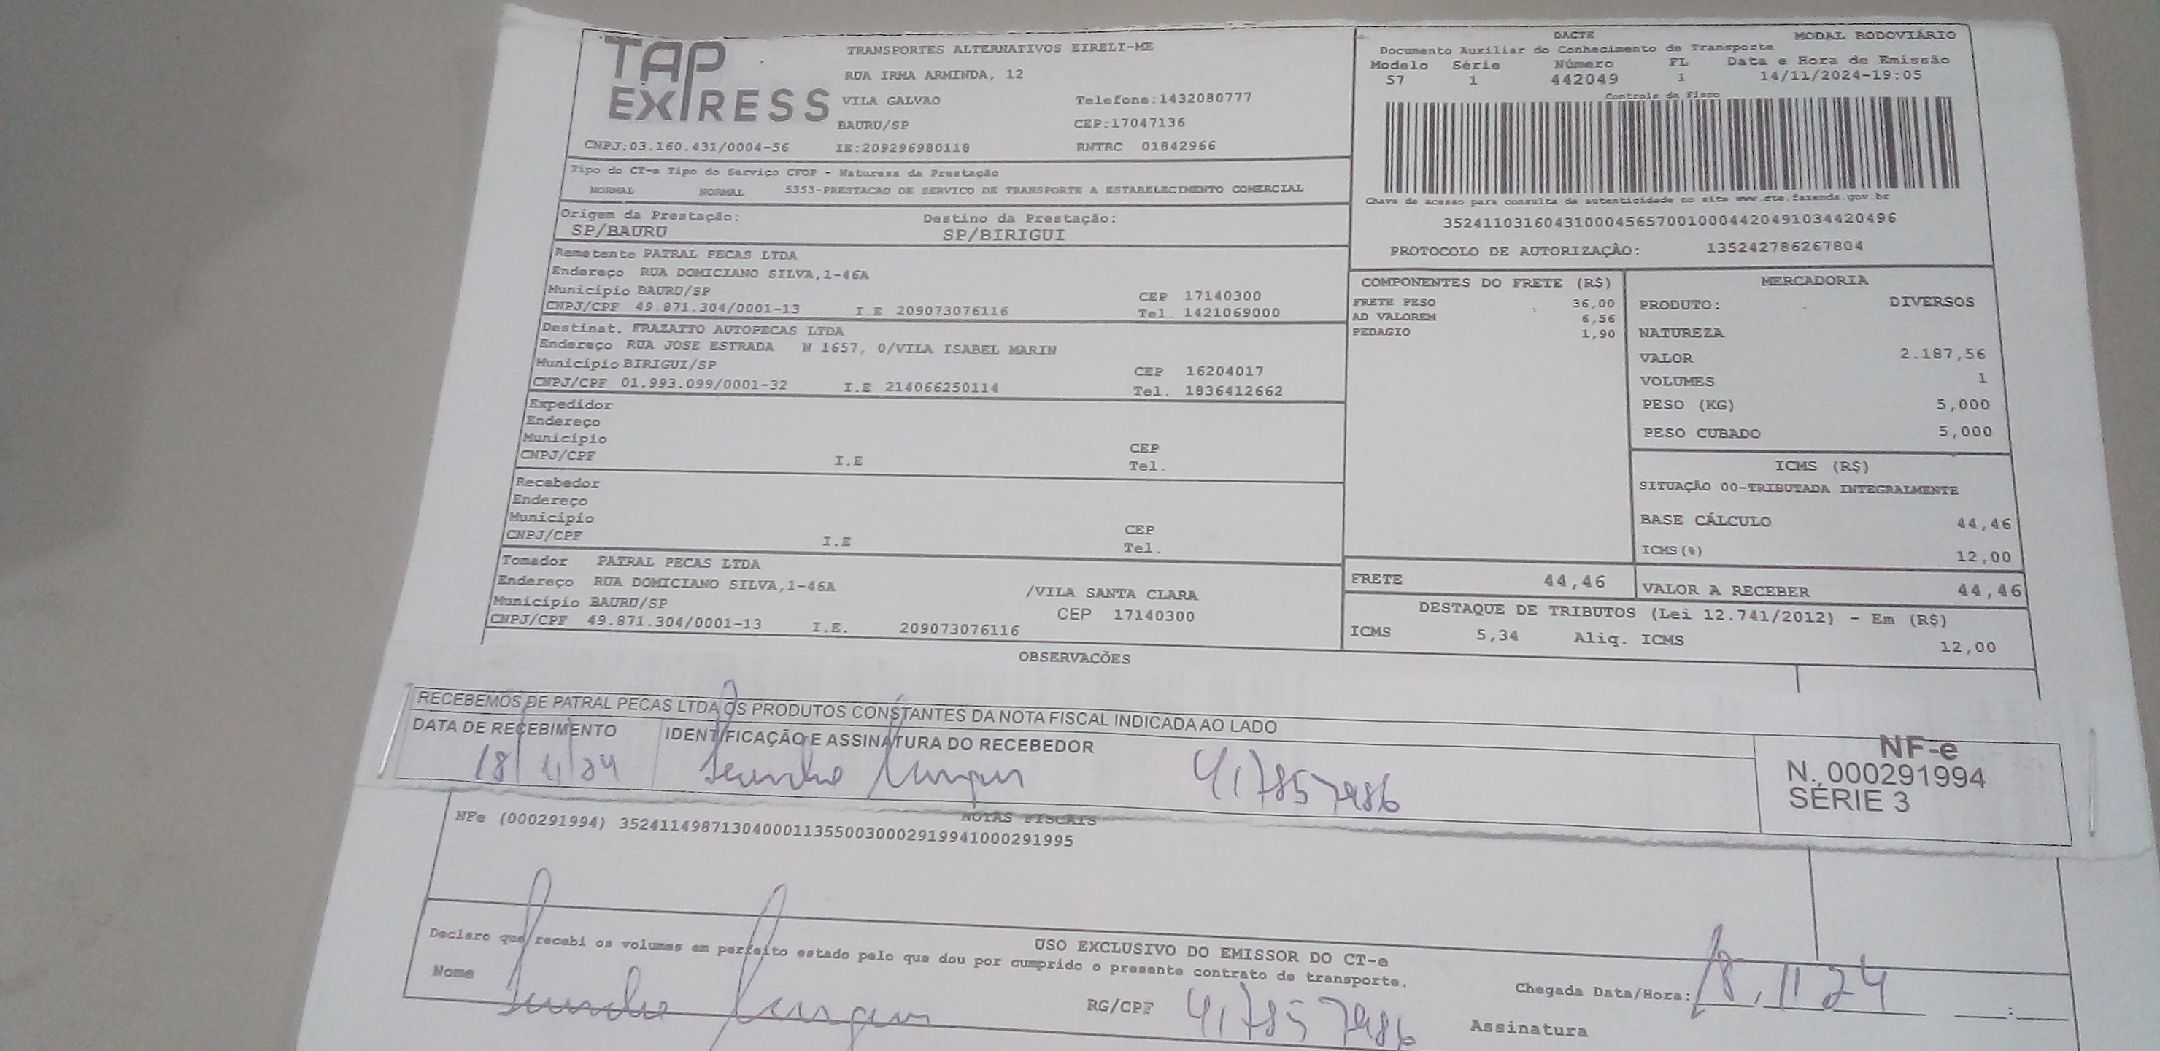 TAP EXPRESS
TRANSPORTES ALTERNATIVOS EIRELI-ME
RUA IRMA ARMINDA, 12
VILA GALVAO Telefone:1432080777
BAURU/SP CEP:17047136
CNPJ:03.160.431/0004-56 IE:209296980118 RNTRC 01842966
Tipo do CT-e Tipo do Serviço CFOP - Natureza da Prestação
NORMAL NORMAL 5353-PRESTACAO DE SERVICO DE TRANSPORTE A ESTABELECIMENTO COMERCIAL
Origem da Prestação: Destino da Prestação:
SP/BAURU SP/BIRIGUI
Remetente PATRAL PECAS LTDA
Endereço RUA DOMICIANO SILVA,1-46A
Município BAURU/SP CEP 17140300
CNPJ/CPF 49.871.304/0001-13 I.E 209073076116 Tel. 1421069000
Destinat. FRAZATTO AUTOPECAS LTDA
Endereço RUA JOSE ESTRADA N 1657, 0/VILA ISABEL MARIN
Município BIRIGUI/SP CEP 16204017
CNPJ/CPF 01.993.099/0001-32 I.E 214066250114 Tel. 1836412662
Expedidor
Endereço
Município CEP
CNPJ/CPF I.E Tel.
Recebedor
Endereço
Município CEP
CNPJ/CPF I.E Tel.
Tomador PATRAL PECAS LTDA
Endereço RUA DOMICIANO SILVA,1-46A /VILA SANTA CLARA
Município BAURU/SP CEP 17140300
CNPJ/CPF 49.871.304/0001-13 I.E. 209073076116
DACTE MODAL RODOVIÁRIO
Documento Auxiliar do Conhecimento de Transporte
Modelo Série Número FL Data e Hora de Emissão
57 1 442049 1 14/11/2024-19:05
Controle do Fisco
Chave de acesso para consulta de autenticidade no site www.cte.fazenda.gov.br
35241103160431000456570010004420491034420496
PROTOCOLO DE AUTORIZAÇÃO: 135242786267804
COMPONENTES DO FRETE (R$)
FRETE PESO 36,00
AD VALOREM 6,56
PEDAGIO 1,90
MERCADORIA
PRODUTO: DIVERSOS
NATUREZA
VALOR 2.187,56
VOLUMES 1
PESO (KG) 5,000
PESO CUBADO 5,000
ICMS (R$)
SITUAÇÃO 00-TRIBUTADA INTEGRALMENTE
BASE CÁLCULO 44,46
ICMS(%) 12,00
FRETE 44,46 VALOR A RECEBER 44,46
DESTAQUE DE TRIBUTOS (Lei 12.741/2012) - Em (R$)
ICMS 5,34 Aliq. ICMS 12,00
OBSERVACÕES
RECEBEMOS DE PATRAL PECAS LTDA OS PRODUTOS CONSTANTES DA NOTA FISCAL INDICADA AO LADO
DATA DE RECEBIMENTO IDENTIFICAÇÃO E ASSINATURA DO RECEBEDOR
18/11/24
NF-e
N. 000291994
SÉRIE 3
NOTAS FISCAIS
NFe (000291994) 35241149871304000113550030002919941000291995
USO EXCLUSIVO DO EMISSOR DO CT-e
Declaro que recebi os volumes em perfeito estado pelo que dou por cumprido o presente contrato de transporte.
Nome RG/CPF Chegada Data/Hora: 18, 11 24 :
Assinatura